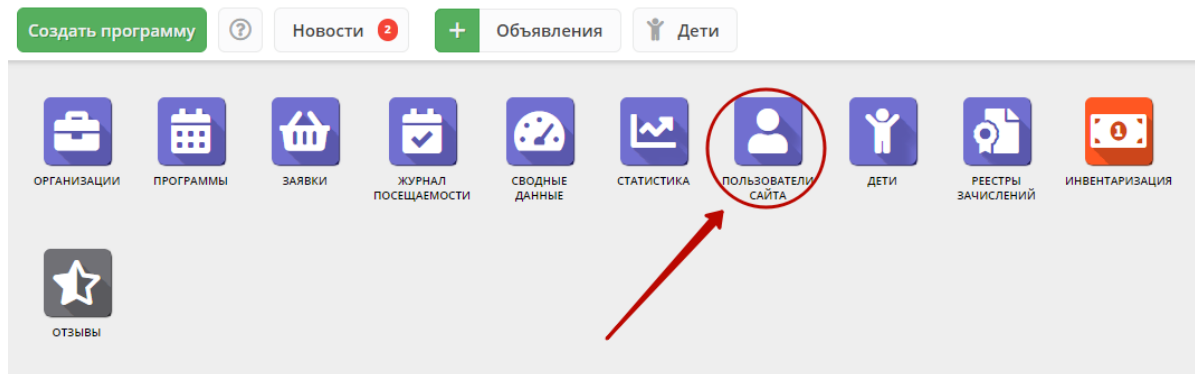 Создать программу
?
Новости 2
+ Объявления
Дети
ОРГАНИЗАЦИИ
ПРОГРАММЫ
ЗАЯВКИ
ЖУРНАЛ
ПОСЕЩАЕМОСТИ
СВОДНЫЕ
ДАННЫЕ
СТАТИСТИКА
ПОЛЬЗОВАТЕЛИ
САЙТА
ДЕТИ
РЕЕСТРЫ
ЗАЧИСЛЕНИЙ
1
ИНВЕНТАРИЗАЦИЯ
ОТЗЫВЫ